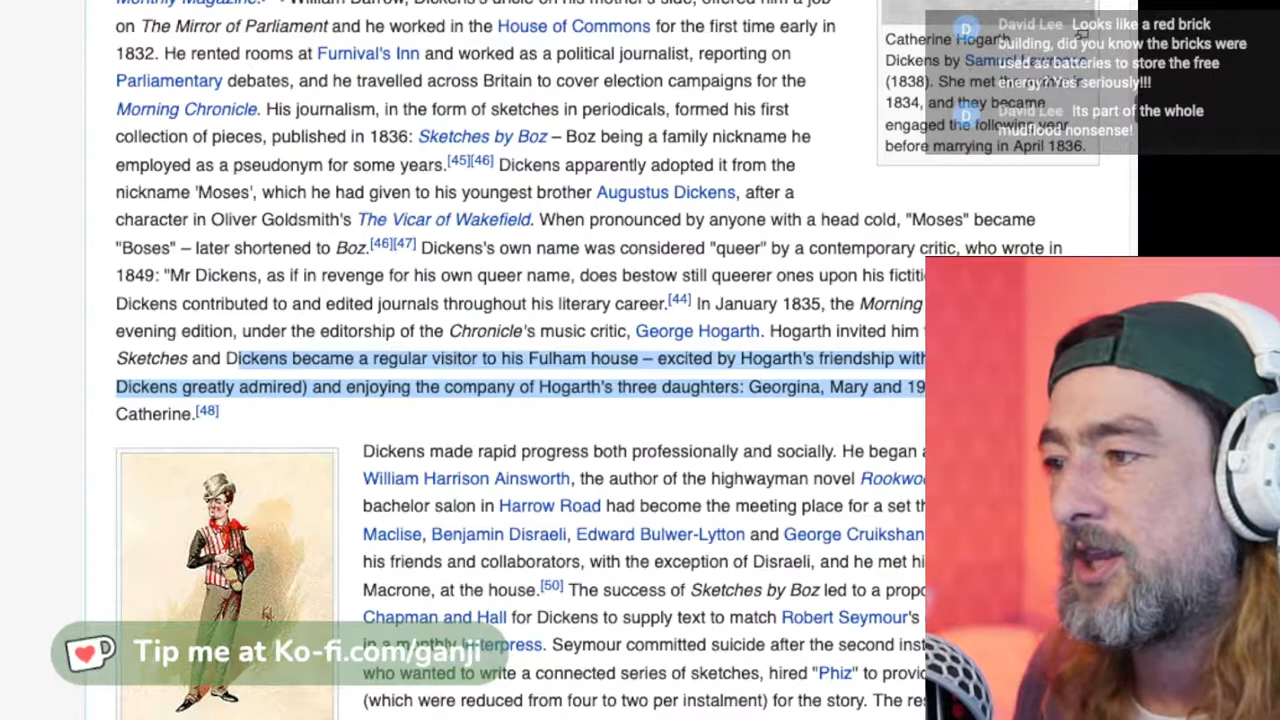 Monthly Magazine. William Barrow, Dickens's uncle on his mother's side, offered him a job
on The Mirror of Parliament and he worked in the House of Commons for the first time early in
1832. He rented rooms at Furnival's Inn and worked as a political journalist, reporting on
Parliamentary debates, and he travelled across Britain to cover election campaigns for the
Morning Chronicle. His journalism, in the form of sketches in periodicals, formed his first
collection of pieces, published in 1836: Sketches by Boz – Boz being a family nickname he
employed as a pseudonym for some years.[45][46] Dickens apparently adopted it from the
nickname 'Moses', which he had given to his youngest brother Augustus Dickens, after a
character in Oliver Goldsmith's The Vicar of Wakefield. When pronounced by anyone with a head cold, "Moses" became
"Boses" – later shortened to Boz.[46][47] Dickens's own name was considered "queer" by a contemporary critic, who wrote in
1849: "Mr Dickens, as if in revenge for his own queer name, does bestow still queerer ones upon his fictiti
Dickens contributed to and edited journals throughout his literary career.[44] In January 1835, the Morning
evening edition, under the editorship of the Chronicle's music critic, George Hogarth. Hogarth invited him
Sketches and Dickens became a regular visitor to his Fulham house – excited by Hogarth's friendship with
Dickens greatly admired) and enjoying the company of Hogarth's three daughters: Georgina, Mary and 19
Catherine.[48]
Catherine Hogarth
Dickens by Samuel
(1838). She met
1834, and they became
engaged the following year
before marrying in April 1836.
David Lee Looks like a red brick
building, did you know the bricks were
used as batteries to store the free
energy? Yes seriously!!!
David Lee Its part of the whole
mudflood nonsense!
Dickens made rapid progress both professionally and socially. He began a
William Harrison Ainsworth, the author of the highwayman novel Rookwo
bachelor salon in Harrow Road had become the meeting place for a set th
Maclise, Benjamin Disraeli, Edward Bulwer-Lytton and George Cruikshan
his friends and collaborators, with the exception of Disraeli, and he met hi
Macrone, at the house.[50] The success of Sketches by Boz led to a propo
Chapman and Hall for Dickens to supply text to match Robert Seymour's
in a monthly letterpress. Seymour committed suicide after the second inst
who wanted to write a connected series of sketches, hired "Phiz" to provid
(which were reduced from four to two per instalment) for the story. The res
Tip me at Ko-fi.com/ganji